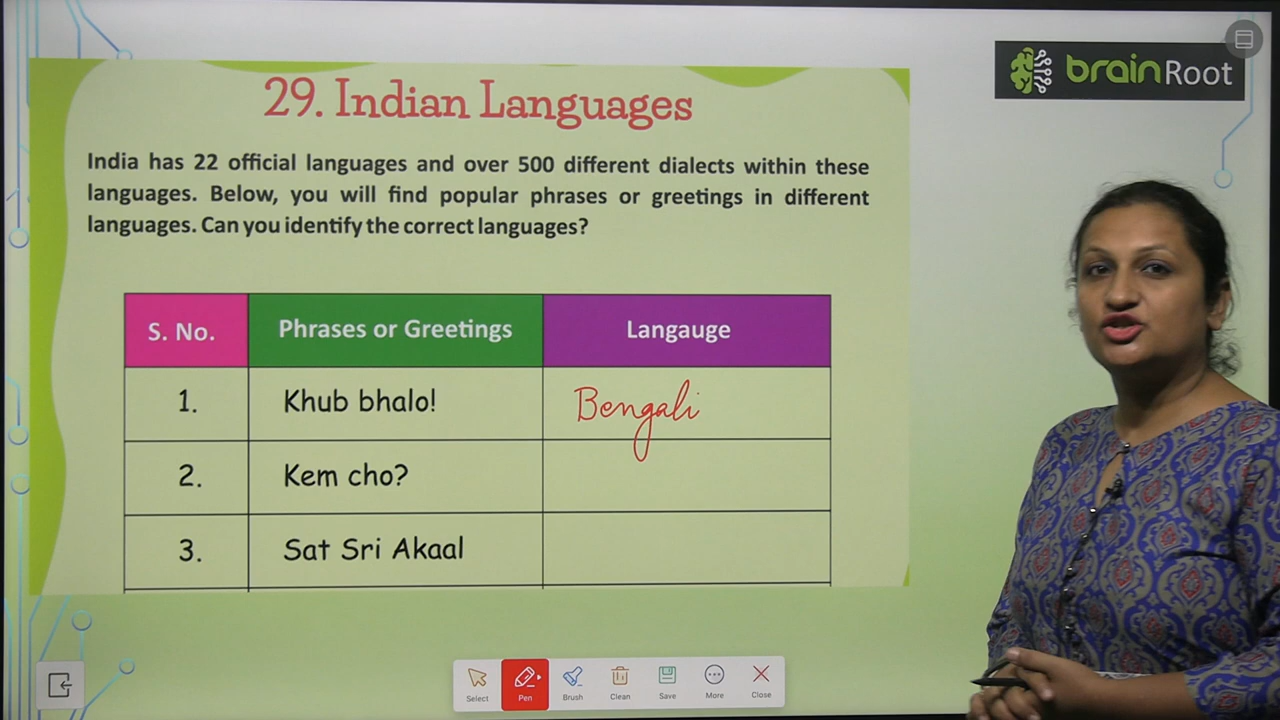 brainRoot
29. Indian Languages
India has 22 official languages and over 500 different dialects within these
languages. Below, you will find popular phrases or greetings in different
languages. Can you identify the correct languages?
S. No. Phrases or Greetings Langauge
1. Khub bhalo! Bengali
2. Kem cho?
3. Sat Sri Akaal
Select Pen Brush Clean Save More Close